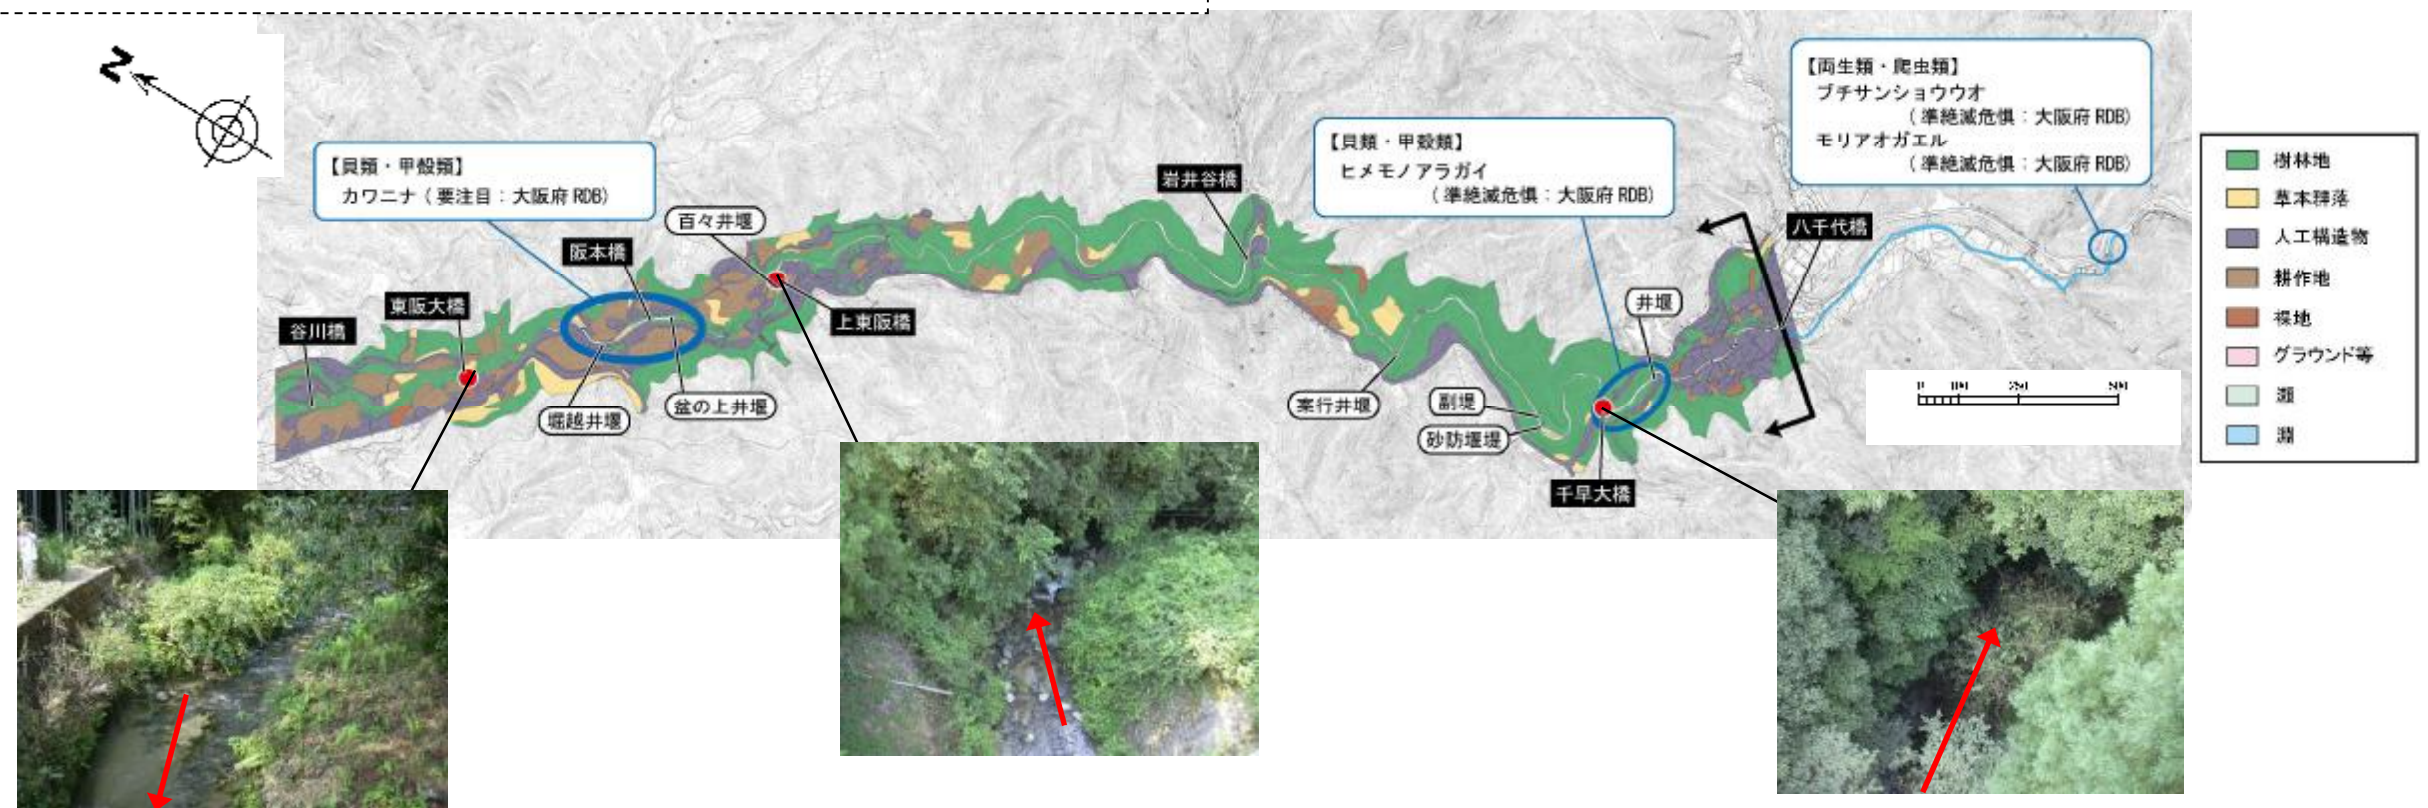 Z
【貝類・甲殻類】
カワニナ（要注目：大阪府RDB）
【貝類・甲殻類】
ヒメモノアラガイ
（準絶滅危惧：大阪府RDB）
【両生類・爬虫類】
ブチサンショウウオ
（準絶滅危惧：大阪府RDB）
モリアオガエル
（準絶滅危惧：大阪府RDB）
谷川橋
東阪大橋
阪本橋
百々井堰
堀越井堰
盆の上井堰
上東阪橋
岩井谷橋
案行井堰
副堤
砂防堰堤
千早大橋
井堰
八千代橋
樹林地
草本群落
人工構造物
耕作地
裸地
グラウンド等
瀬
淵
0 100 250 500